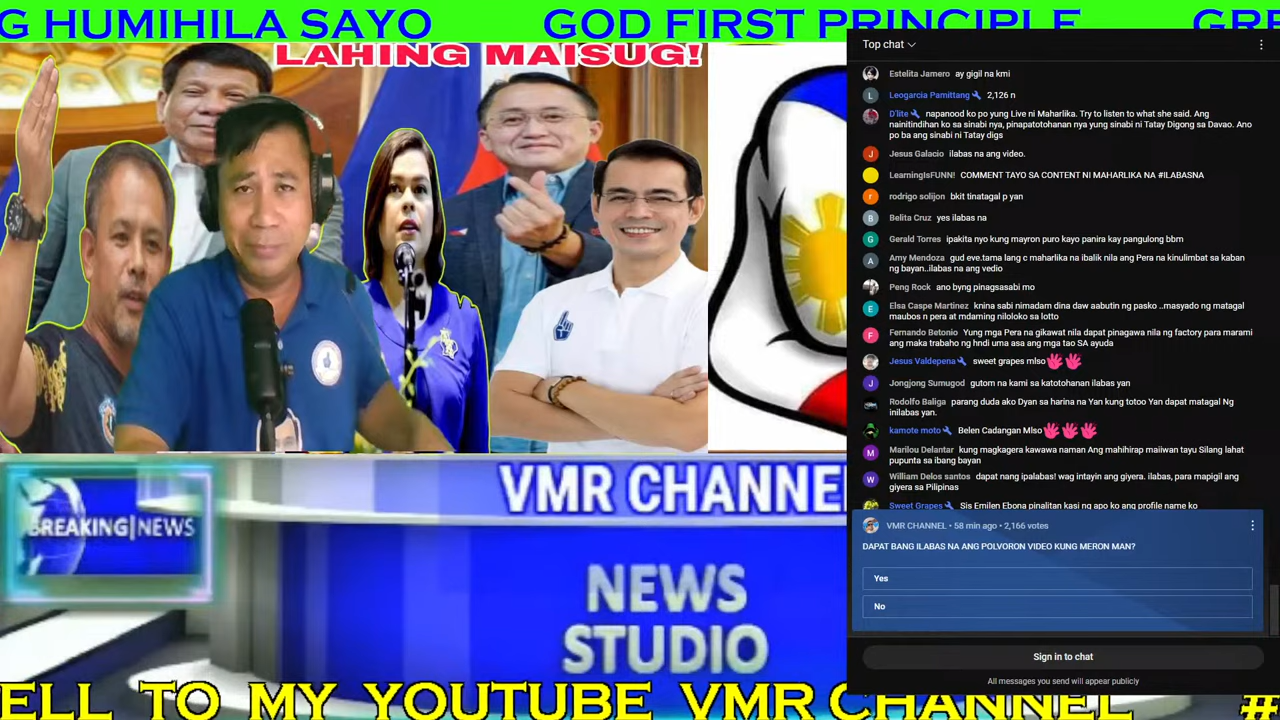 G HUMIHILA SAYO GOD FIRST PRINCIPLE GRE
LAHING MAISUG!
BREAKING|NEWS
VMR CHANNE
NEWS
STUDIO
ELL TO MY YOUTUBE VMR CHANNEL #
Top chat
Estelita Jamero ay gigil na kmi
L
Leogarcia Pamittang 2,126 n
D'lite napanood ko po yung Live ni Maharlika. Try to listen to what she said. Ang
nainitindihan ko sa sinabi nya, pinapatotohanan nya yung sinabi ni Tatay Digong sa Davao. Ano
po ba ang sinabi ni Tatay digs
J
Jesus Galacio ilabas na ang video.
LearningIsFUNN! COMMENT TAYO SA CONTENT NI MAHARLIKA NA #ILABASNA
r
rodrigo solijon bkit tinatagal p yan
B
Belita Cruz yes ilabas na
G
Gerald Torres ipakita nyo kung mayron puro kayo panira kay pangulong bbm
A
Amy Mendoza gud eve.tama lang c maharlika na ibalik nila ang Pera na kinulimbat sa kaban
ng bayan..ilabas na ang vedio
Peng Rock ano byng pinagsasabi mo
E
Elsa Caspe Martinez knina sabi nimadam dina daw aabutin ng pasko ..masyado ng matagal
maubos n pera at mdaming niloloko sa lotto
F
Fernando Betonio Yung mga Pera na gikawat nila dapat pinagawa nila ng factory para marami
ang maka trabaho ng hndi uma asa ang mga tao SA ayuda
Jesus Valdepena sweet grapes mlso
J
Jongjong Sumugod gutom na kami sa katotohanan ilabas yan
Rodolfo Baliga parang duda ako Dyan sa harina na Yan kung totoo Yan dapat matagal Ng
inilabas yan.
kamote moto Belen Cadangan Mlso
M
Marilou Delantar kung magkagera kawawa naman Ang mahihirap maiiwan tayu Silang lahat
pupunta sa ibang bayan
W
William Delos santos dapat nang ipalabas! wag intayin ang giyera. ilabas, para mapigil ang
giyera sa Pilipinas
Sweet Grapes Sis Emilen Ebona pinalitan kasi ng apo ko ang profile name ko
VMR CHANNEL • 58 min ago • 2,166 votes
DAPAT BANG ILABAS NA ANG POLVORON VIDEO KUNG MERON MAN?
Yes
No
Sign in to chat
All messages you send will appear publicly